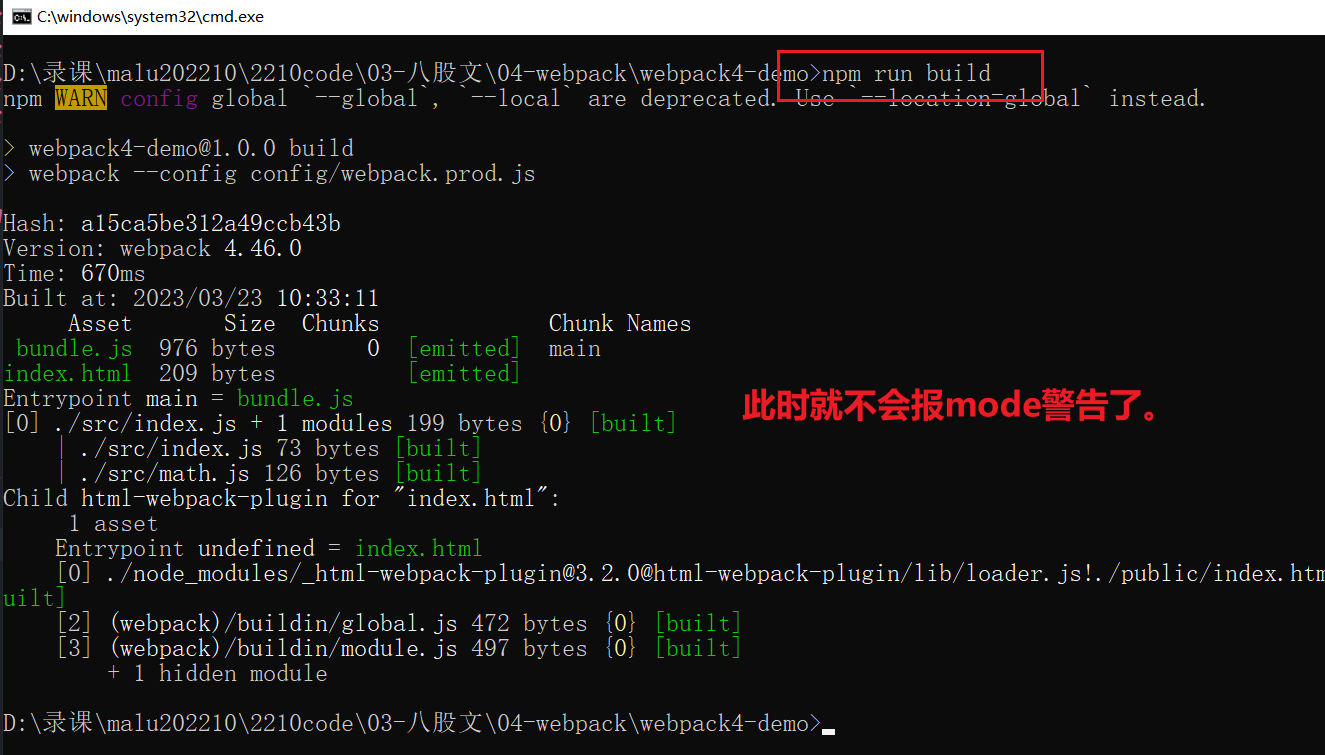 C:\windows\system32\cmd.exe
D:\录课\malu202210\2210code\03-八股文\04-webpack\webpack4-demo>npm run build
npm WARN config global `--global`, `--local` are deprecated. Use `--location=global` instead.
> webpack4-demo@1.0.0 build
> webpack --config config/webpack.prod.js
Hash: a15ca5be312a49ccb43b
Version: webpack 4.46.0
Time: 670ms
Built at: 2023/03/23 10:33:11
Asset Size Chunks Chunk Names
bundle.js 976 bytes 0 [emitted] main
index.html 209 bytes [emitted]
Entrypoint main = bundle.js
此时就不会报mode警告了。
[0] ./src/index.js + 1 modules 199 bytes {0} [built]
| ./src/index.js 73 bytes [built]
| ./src/math.js 126 bytes [built]
Child html-webpack-plugin for "index.html":
1 asset
Entrypoint undefined = index.html
[0] ./node_modules/_html-webpack-plugin@3.2.0@html-webpack-plugin/lib/loader.js!./public/index.htm
uilt]
[2] (webpack)/buildin/global.js 472 bytes {0} [built]
[3] (webpack)/buildin/module.js 497 bytes {0} [built]
+ 1 hidden module
D:\录课\malu202210\2210code\03-八股文\04-webpack\webpack4-demo>